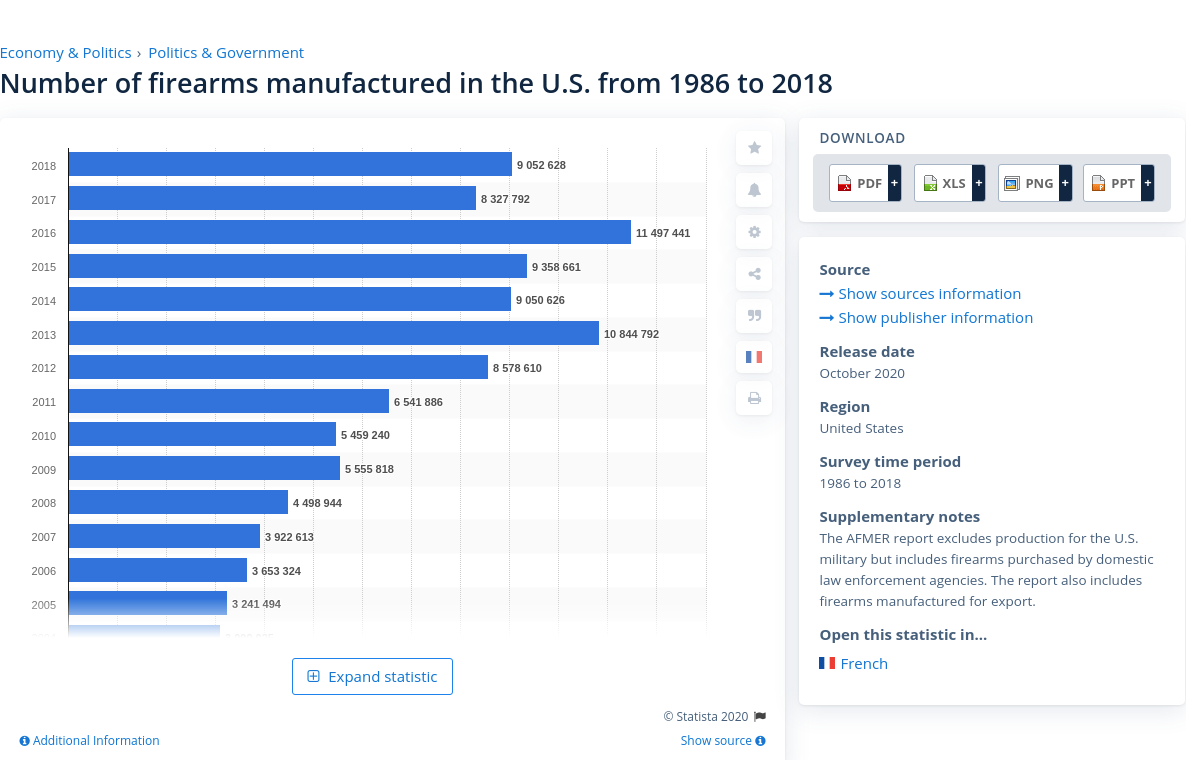 Economy & Politics › Politics & Government
Number of firearms manufactured in the U.S. from 1986 to 2018
2018 9 052 628
2017 8 327 792
2016 11 497 441
2015 9 358 661
2014 9 050 626
2013 10 844 792
2012 8 578 610
2011 6 541 886
2010 5 459 240
2009 5 555 818
2008 4 498 944
2007 3 922 613
2006 3 653 324
2005 3 241 494
Expand statistic
© Statista 2020
Additional Information
Show source
DOWNLOAD
PDF + XLS + PNG + PPT +
Source
Show sources information
Show publisher information
Release date
October 2020
Region
United States
Survey time period
1986 to 2018
Supplementary notes
The AFMER report excludes production for the U.S.
military but includes firearms purchased by domestic
law enforcement agencies. The report also includes
firearms manufactured for export.
Open this statistic in...
French